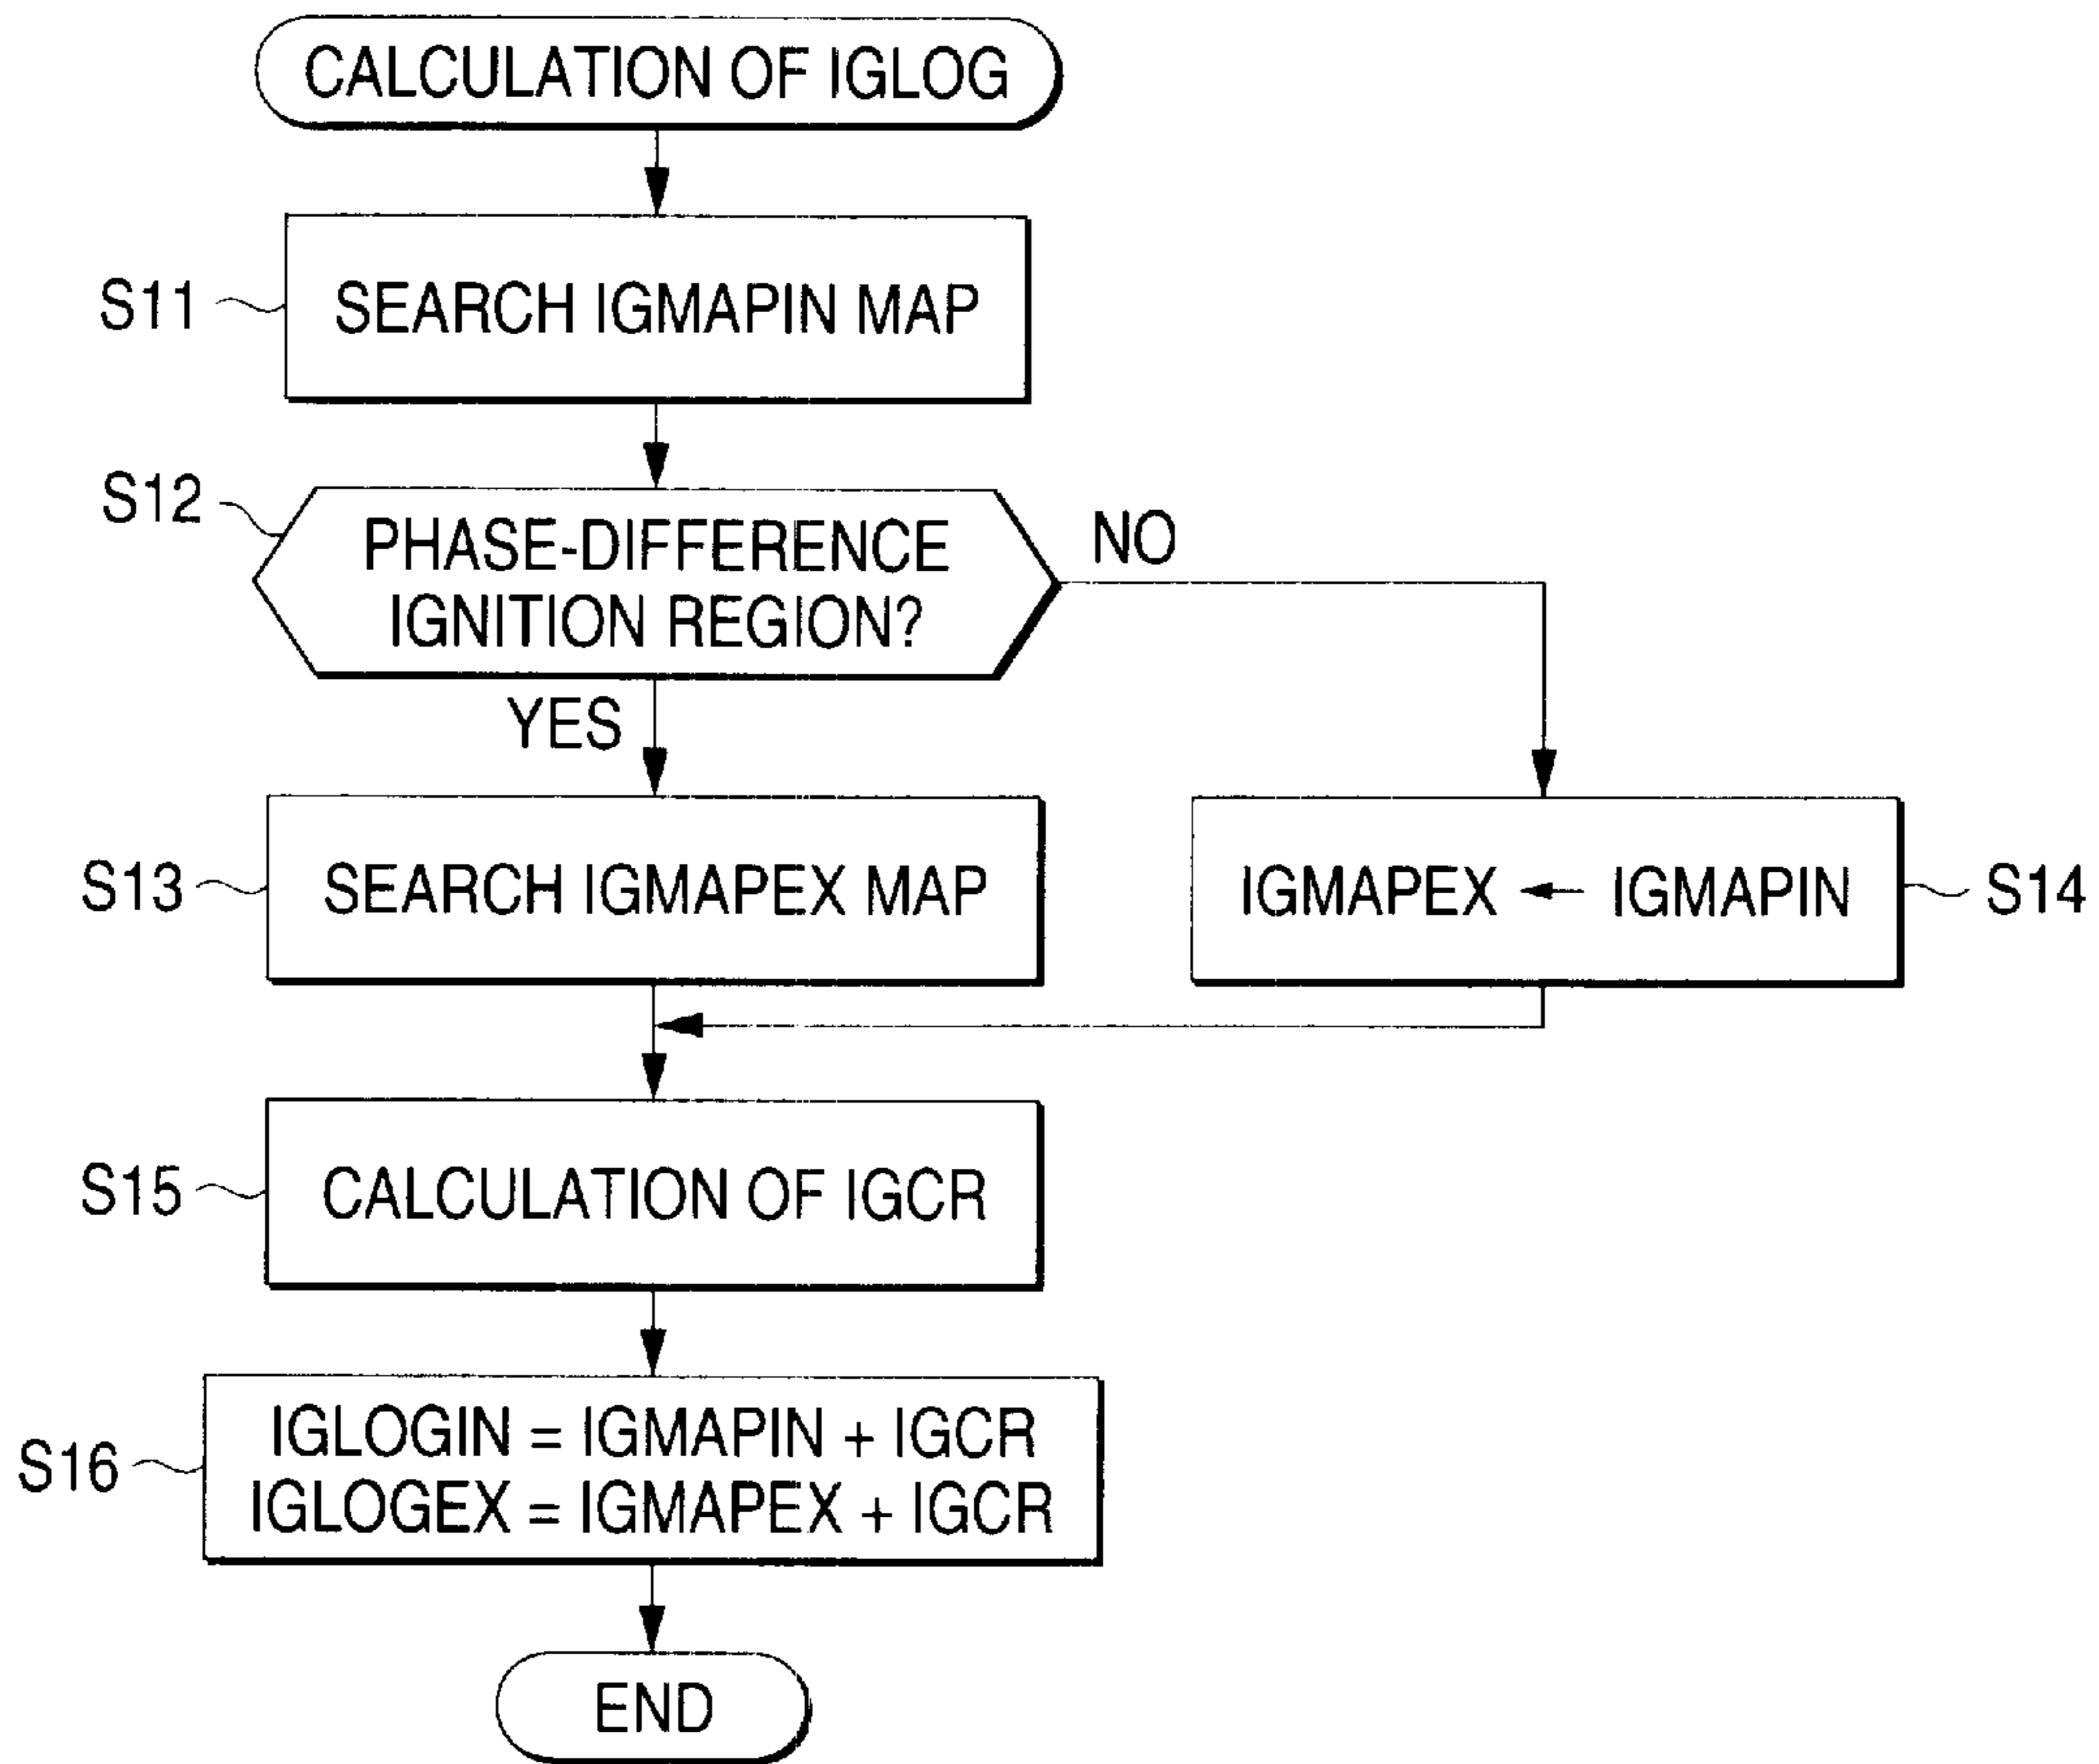 CALCULATION OF IGLOG
S11
SEARCH IGMAPIN MAP
S12
PHASE-DIFFERENCE
IGNITION REGION?
NO
YES
S13
SEARCH IGMAPEX MAP
IGMAPEX ← IGMAPIN
S14
S15
CALCULATION OF IGCR
S16
IGLOGIN = IGMAPIN + IGCR
IGLOGEX = IGMAPEX + IGCR
END